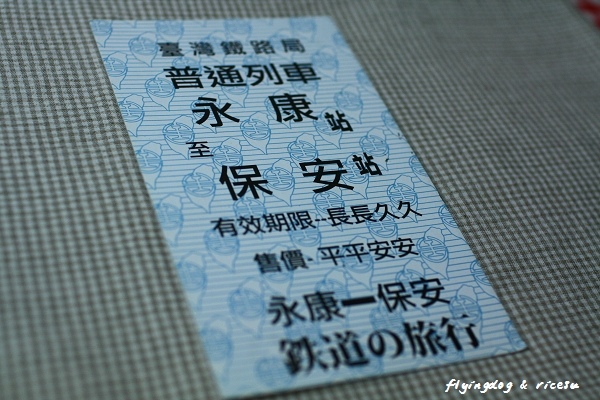 臺灣鐵路局
普通列車
永康站
至
保安站
有效期限--長長久久
售價-平平安安
永康━保安
鉄道の旅行
flyingdog & ricesu